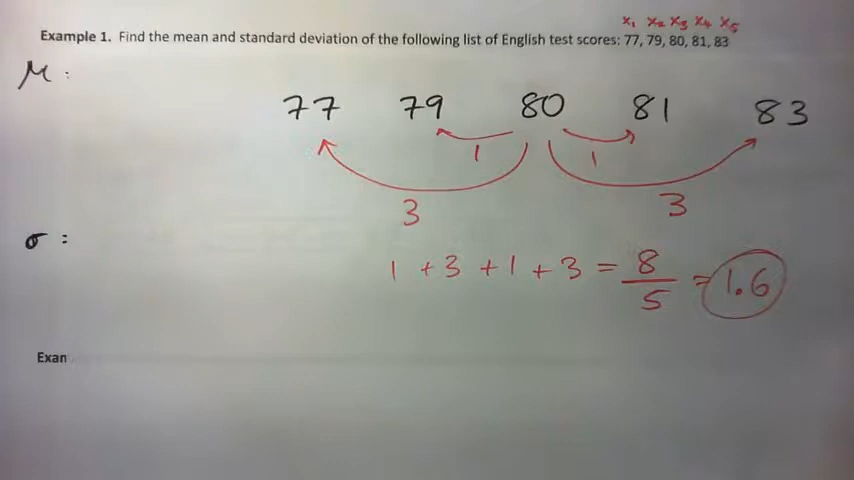 x₁ x₂ x₃ x₄ x₅
Example 1. Find the mean and standard deviation of the following list of English test scores: 77, 79, 80, 81, 83
μ :
77 79 80 81 83
1 1
3 3
σ :
1 + 3 + 1 + 3 = 8/5 = 1.6
Exan